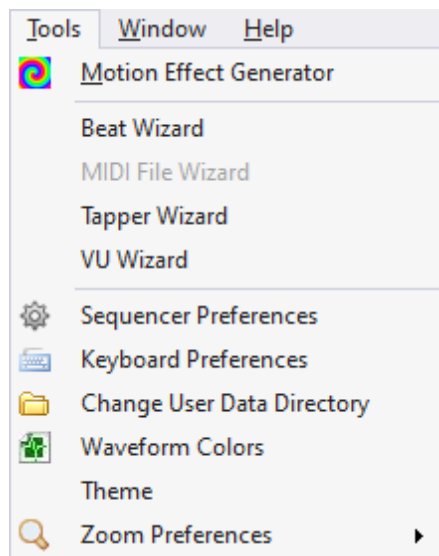 Tools Window Help
Motion Effect Generator
Beat Wizard
MIDI File Wizard
Tapper Wizard
VU Wizard
Sequencer Preferences
Keyboard Preferences
Change User Data Directory
Waveform Colors
Theme
Zoom Preferences